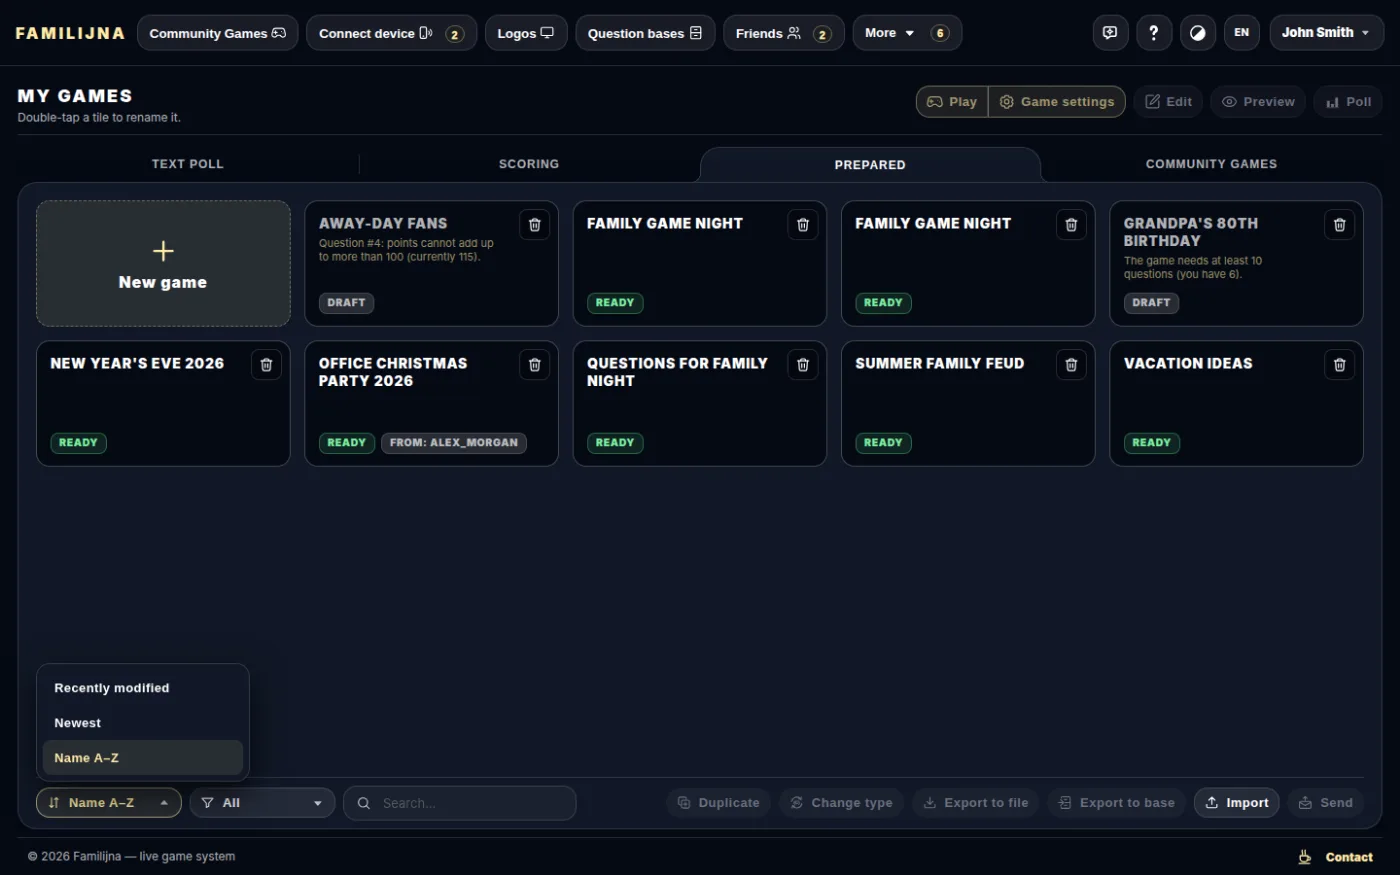 FAMILIJNA
Community Games
Connect device 2
Logos
Question bases
Friends 2
More 6
?
EN
John Smith
MY GAMES
Double-tap a tile to rename it.
Play
Game settings
Edit
Preview
Poll
TEXT POLL
SCORING
PREPARED
COMMUNITY GAMES
New game
AWAY-DAY FANS
Question #4: points cannot add up
to more than 100 (currently 115).
DRAFT
FAMILY GAME NIGHT
READY
FAMILY GAME NIGHT
READY
GRANDPA'S 80TH
BIRTHDAY
The game needs at least 10
questions (you have 6).
DRAFT
NEW YEAR'S EVE 2026
READY
OFFICE CHRISTMAS
PARTY 2026
READY
FROM: ALEX_MORGAN
QUESTIONS FOR FAMILY
NIGHT
READY
SUMMER FAMILY FEUD
READY
VACATION IDEAS
READY
Recently modified
Newest
Name A–Z
Name A–Z
All
Search...
Duplicate
Change type
Export to file
Export to base
Import
Send
© 2026 Familijna — live game system
Contact